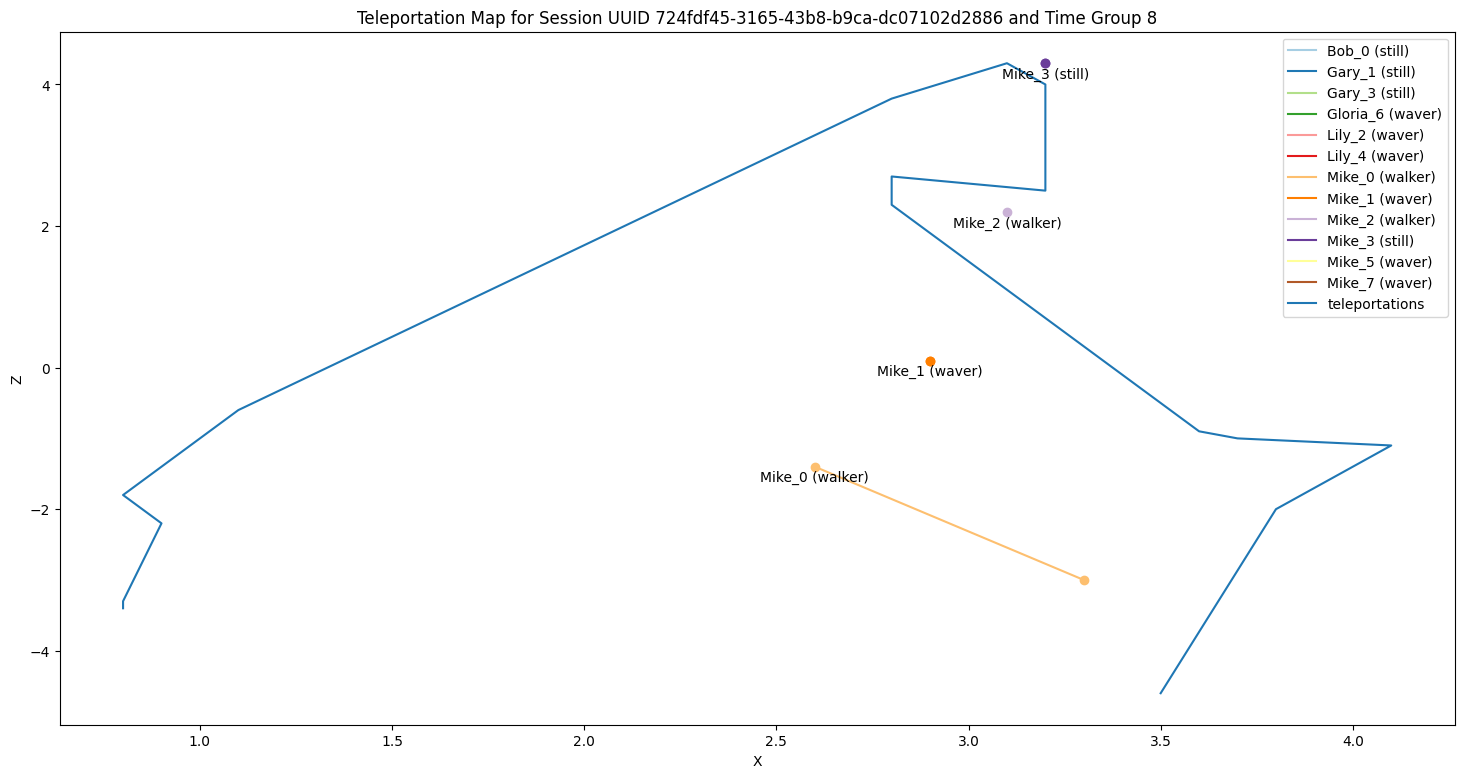 Teleportation Map for Session UUID 724fdf45-3165-43b8-b9ca-dc07102d2886 and Time Group 8
Bob_0 (still)
Gary_1 (still)
Gary_3 (still)
Gloria_6 (waver)
Lily_2 (waver)
Lily_4 (waver)
Mike_0 (walker)
Mike_1 (waver)
Mike_2 (walker)
Mike_3 (still)
Mike_5 (waver)
Mike_7 (waver)
teleportations
Mike_3 (still)
Mike_2 (walker)
Mike_1 (waver)
Mike_0 (walker)
Z
4
2
0
−2
−4
1.0 1.5 2.0 2.5 3.0 3.5 4.0
X